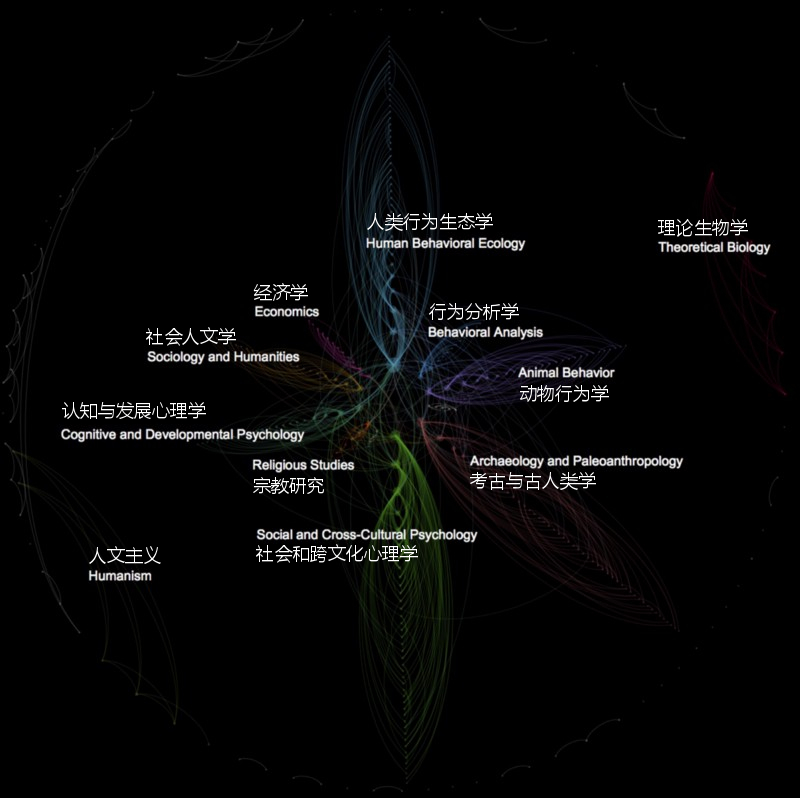 人类行为生态学
Human Behavioral Ecology
理论生物学
Theoretical Biology
经济学
Economics
行为分析学
Behavioral Analysis
社会人文学
Sociology and Humanities
Animal Behavior
动物行为学
认知与发展心理学
Cognitive and Developmental Psychology
Religious Studies
宗教研究
Archaeology and Paleoanthropology
考古与古人类学
Social and Cross-Cultural Psychology
社会和跨文化心理学
人文主义
Humanism